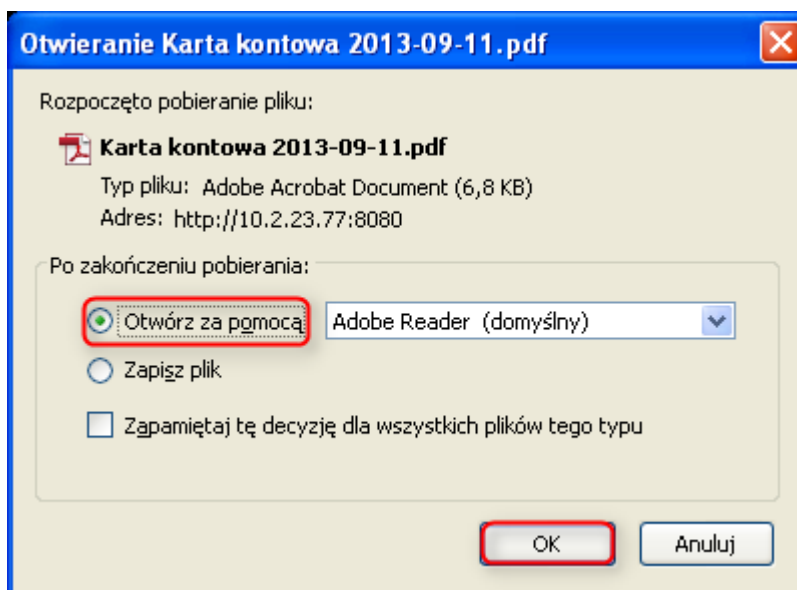 Otwieranie Karta kontowa 2013-09-11.pdf
Rozpoczęto pobieranie pliku:
Karta kontowa 2013-09-11.pdf
Typ pliku: Adobe Acrobat Document (6,8 KB)
Adres: http://10.2.23.77:8080
Po zakończeniu pobierania:
Otwórz za pomocą Adobe Reader (domyślny)
Zapisz plik
Zapamiętaj tę decyzję dla wszystkich plików tego typu
OK Anuluj